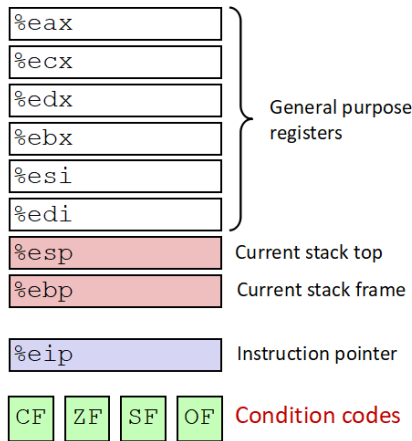 %eax
%ecx
%edx
%ebx
%esi
%edi
General purpose
registers
%esp Current stack top
%ebp Current stack frame
%eip Instruction pointer
CF ZF SF OF Condition codes